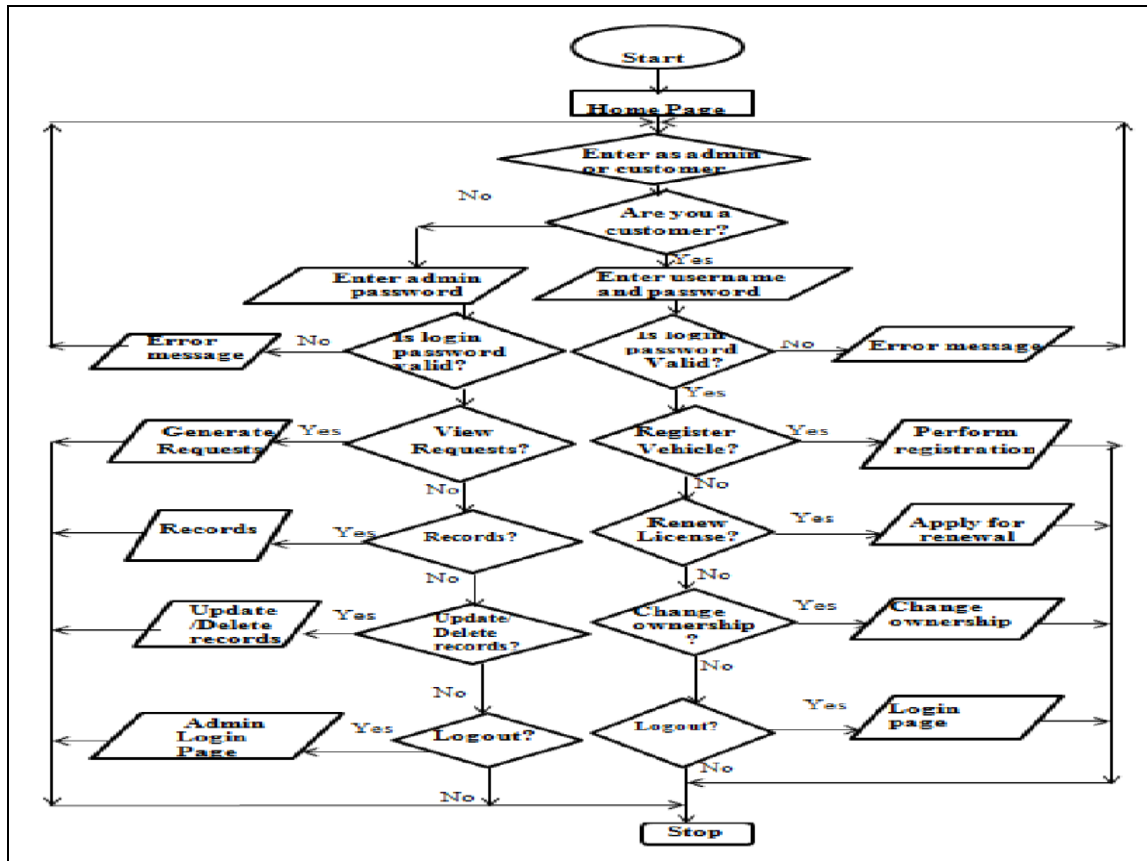 Start
Home Page
Enter as admin
or customer
No
Are you a
customer?
Yes
Enter admin
password
Enter username
and password
Error
message
No
Is login
password
valid?
Is login
password
Valid?
No
Error message
Yes
Generate
Requests
Yes
View
Requests?
Register
Vehicle?
Yes
Perform
registration
No
No
Records
Yes
Records?
Renew
License?
Yes
Apply for
renewal
No
No
Update
/Delete
records
Yes
Update/
Delete
records?
Change
ownership
?
Yes
Change
ownership
No
No
Admin
Login
Page
Yes
Logout?
Logout?
Yes
Login
page
No
No
Stop